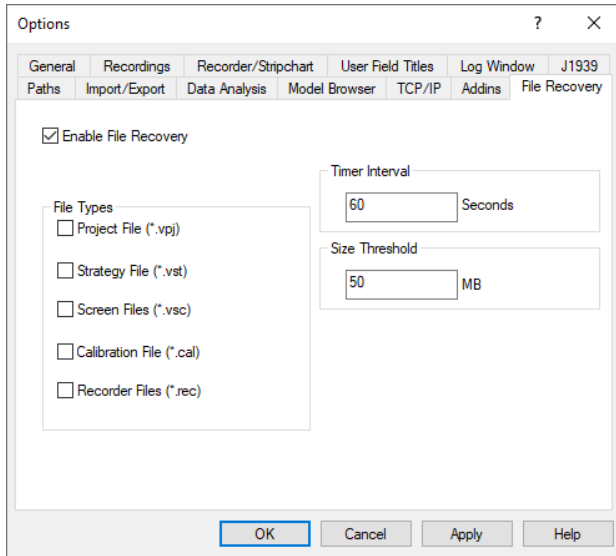 Options
General Recordings Recorder/Stripchart User Field Titles Log Window J1939
Paths Import/Export Data Analysis Model Browser TCP/IP Addins File Recovery
Enable File Recovery
Timer Interval
60 Seconds
File Types
Project File (*.vpj)
Size Threshold
Strategy File (*.vst)
50 MB
Screen Files (*.vsc)
Calibration File (*.cal)
Recorder Files (*.rec)
OK Cancel Apply Help